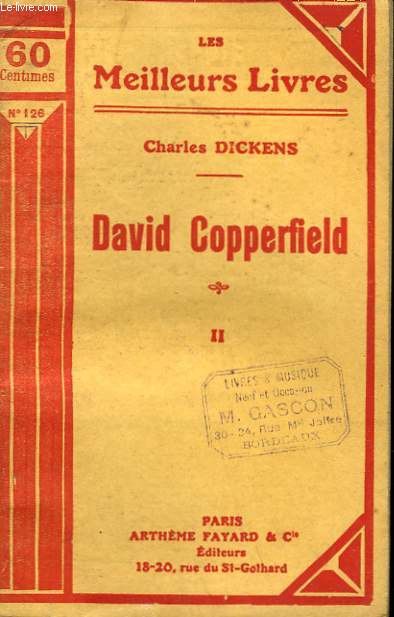 Le-livre.com
60
Centimes
N° 126
LES
Meilleurs Livres
Charles DICKENS
David Copperfield
II
LIVRES & MUSIQUE
Neuf et Occasion
M. GASCON
30-34, Rue Mal Joffre
BORDEAUX
PARIS
ARTHÈME FAYARD & Cie
Éditeurs
18-20, rue du St-Gothard